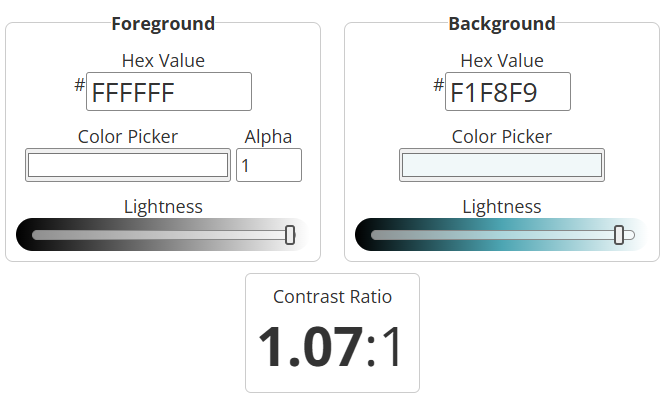 Foreground
Hex Value
# FFFFFF
Color Picker Alpha
1
Lightness
Background
Hex Value
# F1F8F9
Color Picker
Lightness
Contrast Ratio
1.07:1